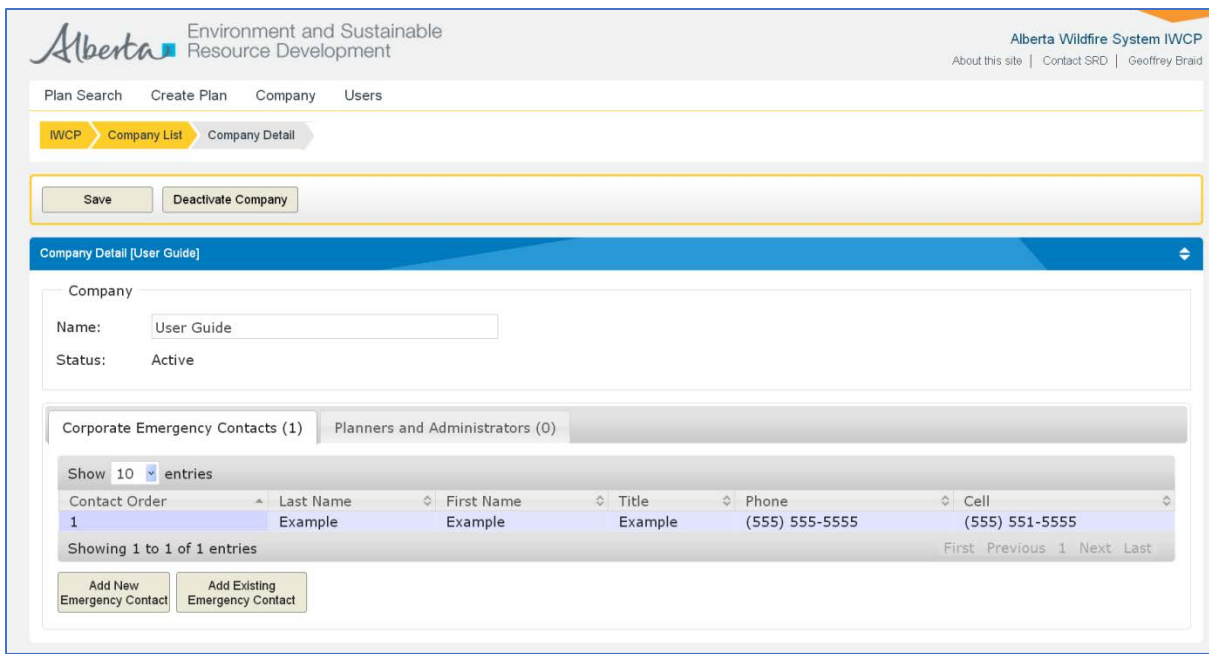 Alberta Environment and Sustainable
Resource Development
Alberta Wildfire System IWCP
About this site | Contact SRD | Geoffrey Braid
Plan Search Create Plan Company Users
IWCP Company List Company Detail
Save Deactivate Company
Company Detail [User Guide]
Company
Name: User Guide
Status: Active
Corporate Emergency Contacts (1) Planners and Administrators (0)
Show 10 entries
Contact Order Last Name First Name Title Phone Cell
1 Example Example Example (555) 555-5555 (555) 551-5555
Showing 1 to 1 of 1 entries First Previous 1 Next Last
Add New Add Existing
Emergency Contact Emergency Contact